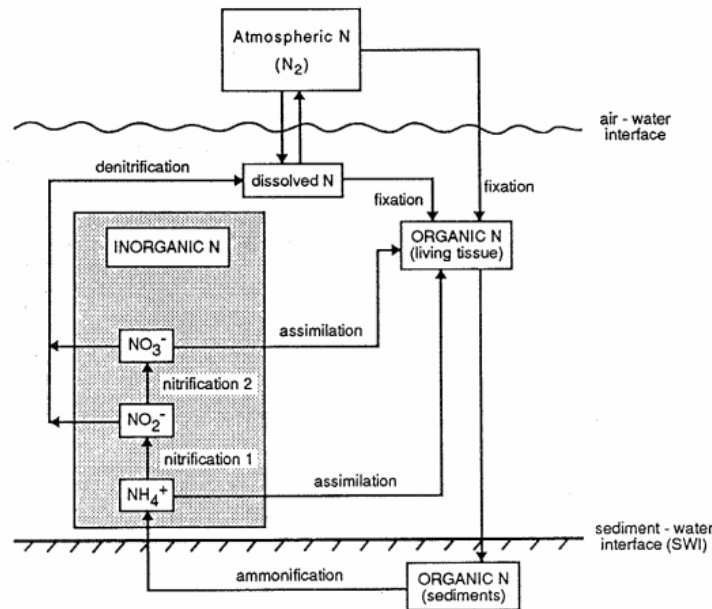 Atmospheric N
(N₂)
air - water
interface
denitrification
dissolved N
fixation
fixation
INORGANIC N
ORGANIC N
(living tissue)
NO₃⁻
assimilation
nitrification 2
NO₂⁻
nitrification 1
NH₄⁺
assimilation
sediment - water
interface (SWI)
ammonification
ORGANIC N
(sediments)